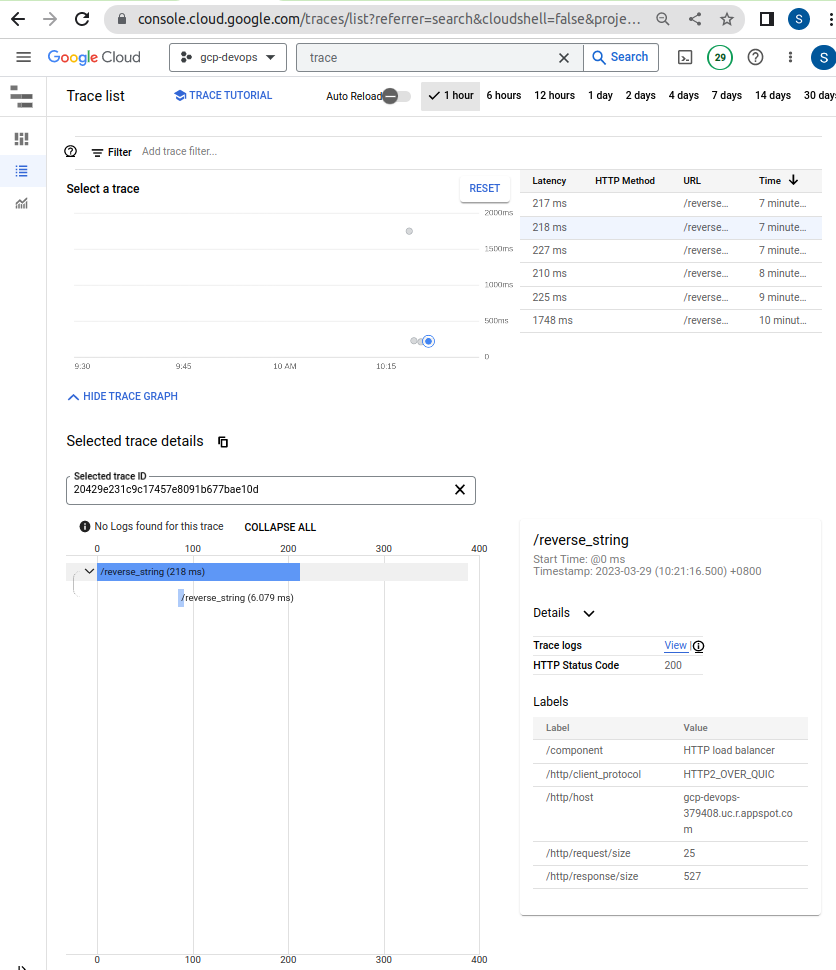 console.cloud.google.com/traces/list?referrer=search&cloudshell=false&proje...
S
Google Cloud
gcp-devops
trace
Search
29
S
Trace list
TRACE TUTORIAL
Auto Reload
1 hour
6 hours
12 hours
1 day
2 days
4 days
7 days
14 days
30 days
Filter
Add trace filter...
Select a trace
RESET
2000ms
1500ms
1000ms
500ms
0
9:30
9:45
10 AM
10:15
Latency HTTP Method URL Time
217 ms /reverse... 7 minute...
218 ms /reverse... 7 minute...
227 ms /reverse... 7 minute...
210 ms /reverse... 8 minute...
225 ms /reverse... 9 minute...
1748 ms /reverse... 10 minut...
HIDE TRACE GRAPH
Selected trace details
Selected trace ID
20429e231c9c17457e8091b677bae10d
No Logs found for this trace
COLLAPSE ALL
0 100 200 300 400
/reverse_string (218 ms)
/reverse_string (6.079 ms)
0 100 200 300 400
/reverse_string
Start Time: @0 ms
Timestamp: 2023-03-29 (10:21:16.500) +0800
Details
Trace logs View
HTTP Status Code 200
Labels
Label Value
/component HTTP load balancer
/http/client_protocol HTTP2_OVER_QUIC
/http/host gcp-devops-
379408.uc.r.appspot.co
m
/http/request/size 25
/http/response/size 527